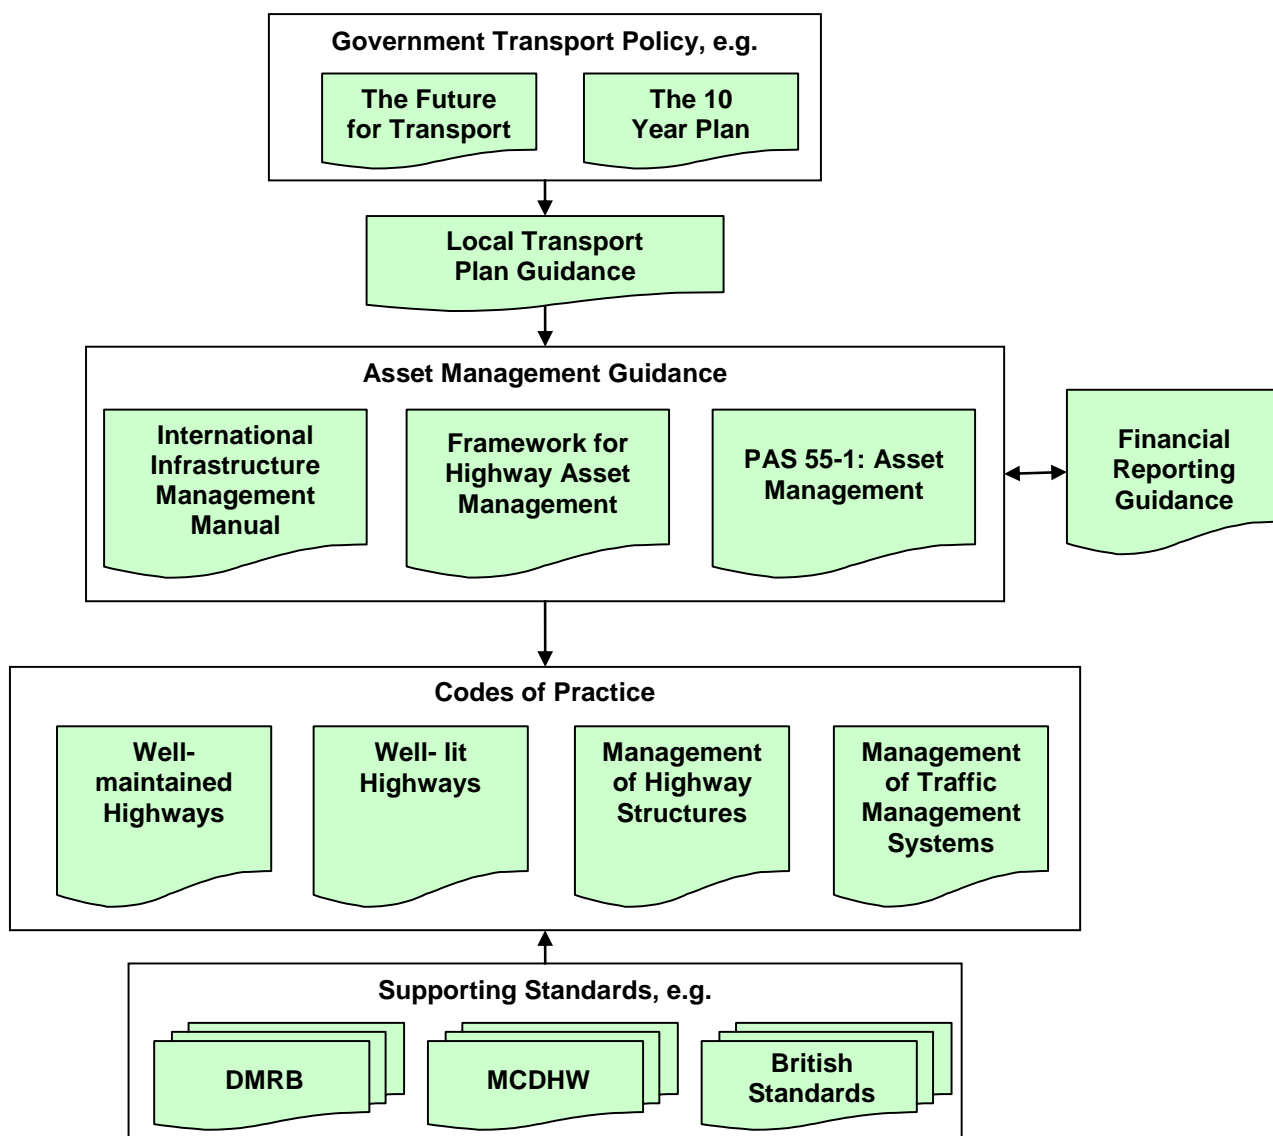 Government Transport Policy, e.g.
The Future
for Transport
The 10
Year Plan
Local Transport
Plan Guidance
Asset Management Guidance
International
Infrastructure
Management
Manual
Framework for
Highway Asset
Management
PAS 55-1: Asset
Management
Financial
Reporting
Guidance
Codes of Practice
Well-
maintained
Highways
Well- lit
Highways
Management
of Highway
Structures
Management
of Traffic
Management
Systems
Supporting Standards, e.g.
DMRB
MCDHW
British
Standards